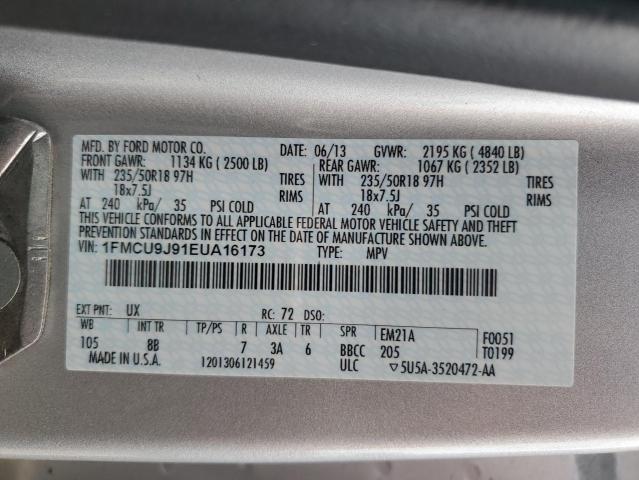 MFD. BY FORD MOTOR CO. DATE: 06/13 GVWR: 2195 KG ( 4840 LB)
FRONT GAWR: 1134 KG ( 2500 LB) REAR GAWR: 1067 KG ( 2352 LB)
WITH 235/50R18 97H TIRES WITH 235/50R18 97H TIRES
18x7.5J RIMS 18x7.5J RIMS
AT 240 kPa/ 35 PSI COLD AT 240 kPa/ 35 PSI COLD
THIS VEHICLE CONFORMS TO ALL APPLICABLE FEDERAL MOTOR VEHICLE SAFETY AND THEFT
PREVENTION STANDARDS IN EFFECT ON THE DATE OF MANUFACTURE SHOWN ABOVE.
VIN: 1FMCU9J91EUA16173 TYPE: MPV
EXT PNT: UX RC: 72 DSO:
WB INT TR TP/PS R AXLE TR SPR EM21A F0051
105 8B 7 3A 6 BBCC 205 T0199
MADE IN U.S.A. 1201306121459 ULC ▽5U5A-3520472-AA